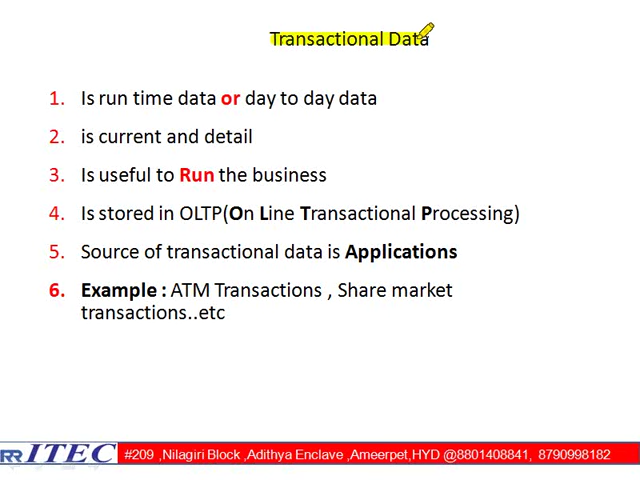 Transactional Data
1. Is run time data or day to day data
2. is current and detail
3. Is useful to Run the business
4. Is stored in OLTP(On Line Transactional Processing)
5. Source of transactional data is Applications
6. Example : ATM Transactions , Share market
transactions..etc
RR ITEC #209 ,Nilagiri Block ,Adithya Enclave ,Ameerpet,HYD @8801408841, 8790998182